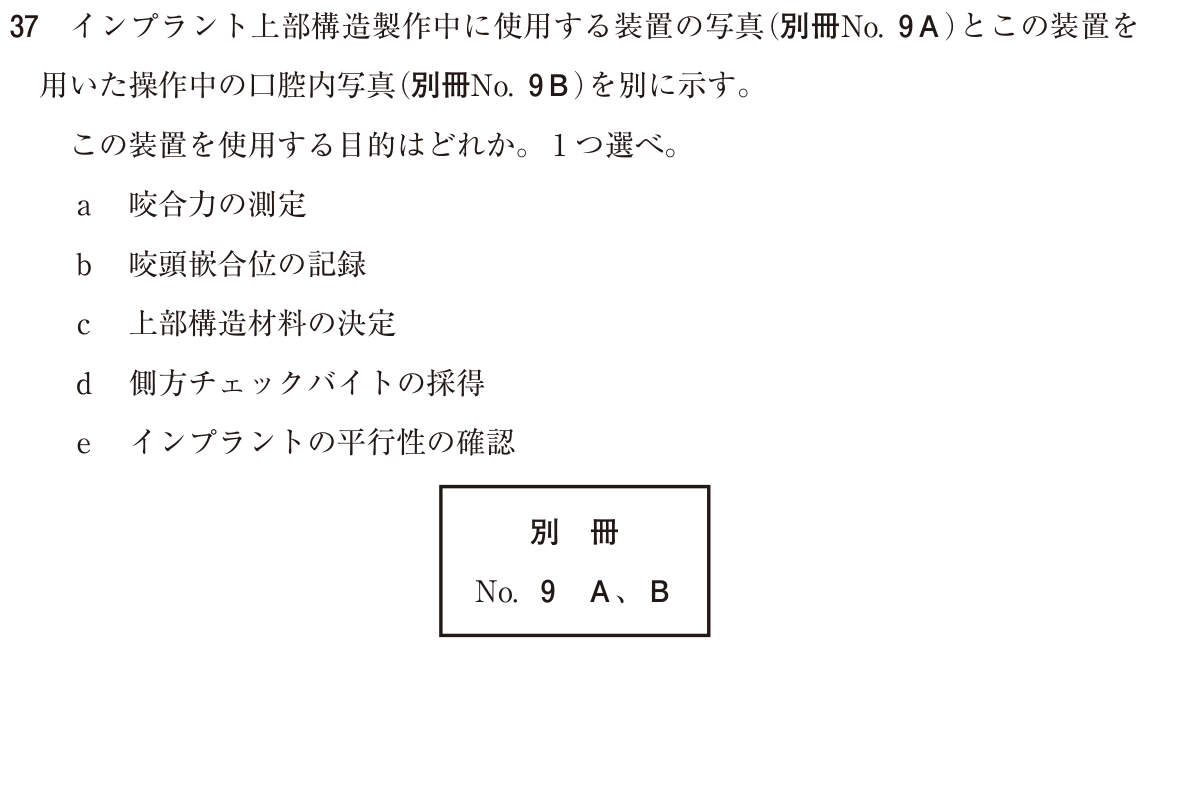 37 インプラント上部構造製作中に使用する装置の写真(別冊No. 9 A)とこの装置を
用いた操作中の口腔内写真(別冊No. 9 B)を別に示す。
この装置を使用する目的はどれか。1つ選べ。
a 咬合力の測定
b 咬頭嵌合位の記録
c 上部構造材料の決定
d 側方チェックバイトの採得
e インプラントの平行性の確認
別 冊
No. 9 A、B